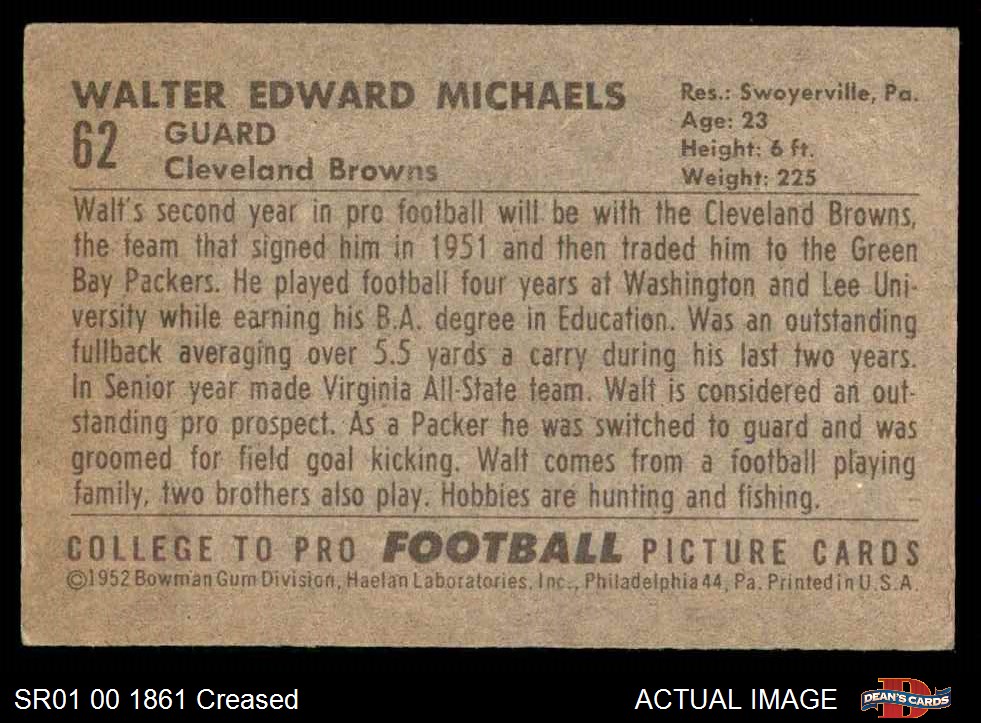 WALTER EDWARD MICHAELS
62
GUARD
Cleveland Browns
Res.: Swoyerville, Pa.
Age: 23
Height: 6 ft.
Weight: 225
Walt's second year in pro football will be with the Cleveland Browns,
the team that signed him in 1951 and then traded him to the Green
Bay Packers. He played football four years at Washington and Lee Uni-
versity while earning his B.A. degree in Education. Was an outstanding
fullback averaging over 5.5 yards a carry during his last two years.
In Senior year made Virginia All-State team. Walt is considered an out-
standing pro prospect. As a Packer he was switched to guard and was
groomed for field goal kicking. Walt comes from a football playing
family, two brothers also play. Hobbies are hunting and fishing.
COLLEGE TO PRO FOOTBALL PICTURE CARDS
©1952 Bowman Gum Division, Haelan Laboratories, Inc., Philadelphia 44, Pa. Printed in U.S.A.
SR01 00 1861 Creased
ACTUAL IMAGE
D
DEAN'S CARDS